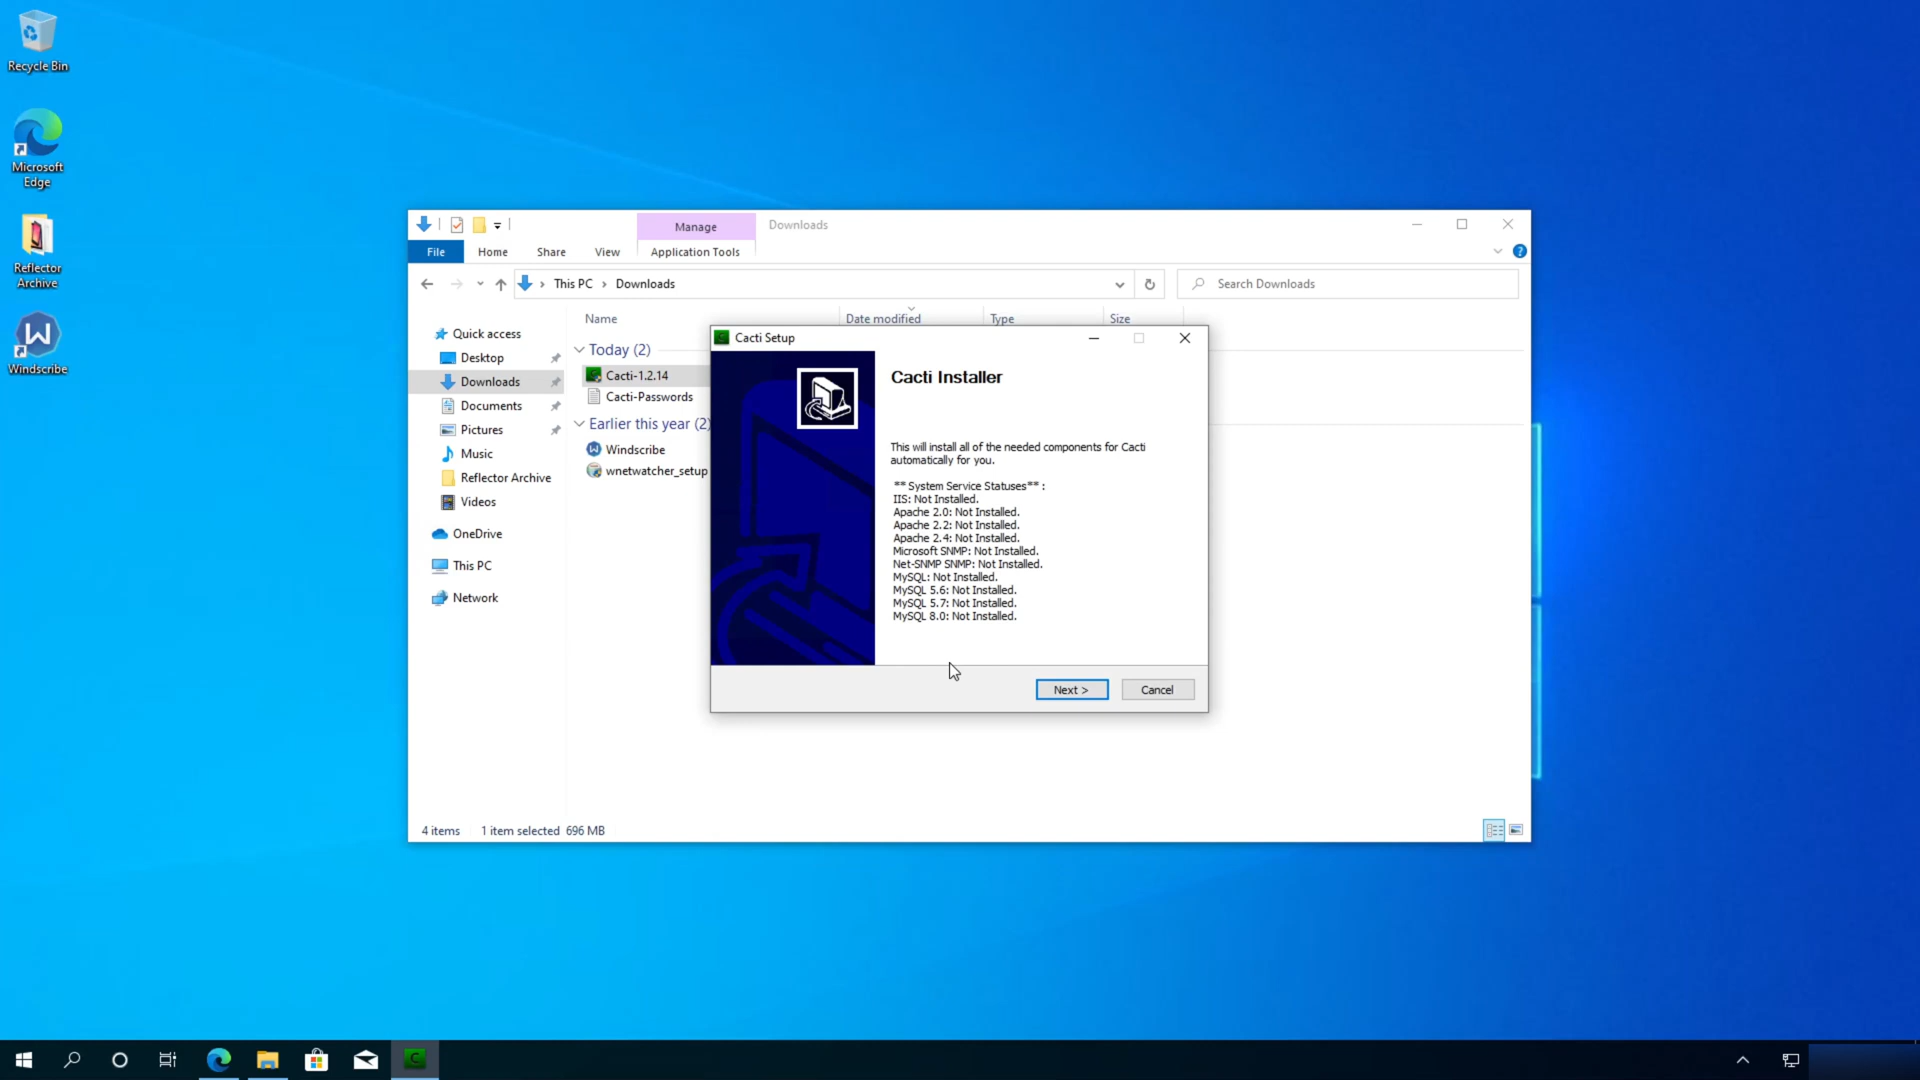 Recycle Bin
Microsoft
Edge
Reflector
Archive
Windscribe
Manage
Downloads
File
Home
Share
View
Application Tools
This PC
Downloads
Search Downloads
Name
Date modified
Type
Size
Quick access
Desktop
Downloads
Documents
Pictures
Music
Reflector Archive
Videos
OneDrive
This PC
Network
Today (2)
Cacti-1.2.14
Cacti-Passwords
Earlier this year (2)
Windscribe
wnetwatcher_setup
Cacti Setup
Cacti Installer
This will install all of the needed components for Cacti
automatically for you.
** System Service Statuses** :
IIS: Not Installed.
Apache 2.0: Not Installed.
Apache 2.2: Not Installed.
Apache 2.4: Not Installed.
Microsoft SNMP: Not Installed.
Net-SNMP SNMP: Not Installed.
MySQL: Not Installed.
MySQL 5.6: Not Installed.
MySQL 5.7: Not Installed.
MySQL 8.0: Not Installed.
Next >
Cancel
4 items
1 item selected 696 MB